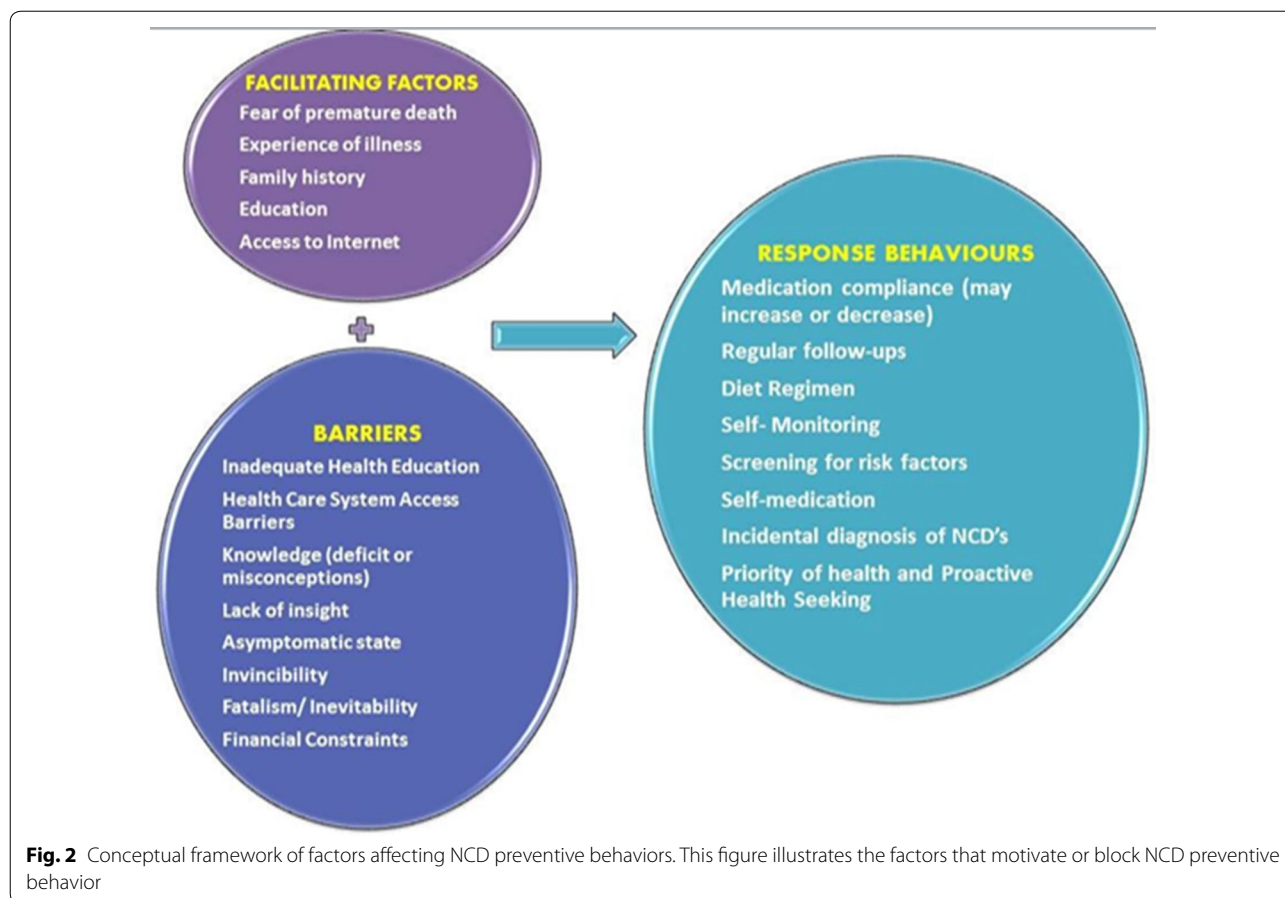 FACILITATING FACTORS
Fear of premature death
Experience of illness
Family history
Education
Access to Internet
+
BARRIERS
Inadequate Health Education
Health Care System Access
Barriers
Knowledge (deficit or
misconceptions)
Lack of insight
Asymptomatic state
Invincibility
Fatalism/ Inevitability
Financial Constraints
RESPONSE BEHAVIOURS
Medication compliance (may
increase or decrease)
Regular follow-ups
Diet Regimen
Self- Monitoring
Screening for risk factors
Self-medication
Incidental diagnosis of NCD's
Priority of health and Proactive
Health Seeking
Fig. 2 Conceptual framework of factors affecting NCD preventive behaviors. This figure illustrates the factors that motivate or block NCD preventive
behavior